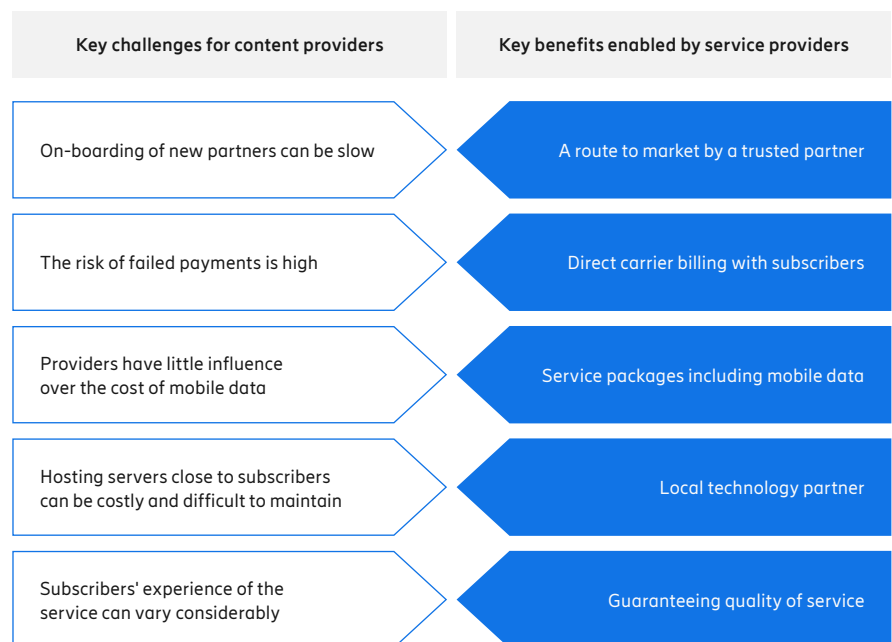 Key challenges for content providers
Key benefits enabled by service providers
On-boarding of new partners can be slow
A route to market by a trusted partner
The risk of failed payments is high
Direct carrier billing with subscribers
Providers have little influence
over the cost of mobile data
Service packages including mobile data
Hosting servers close to subscribers
can be costly and difficult to maintain
Local technology partner
Subscribers' experience of the
service can vary considerably
Guaranteeing quality of service